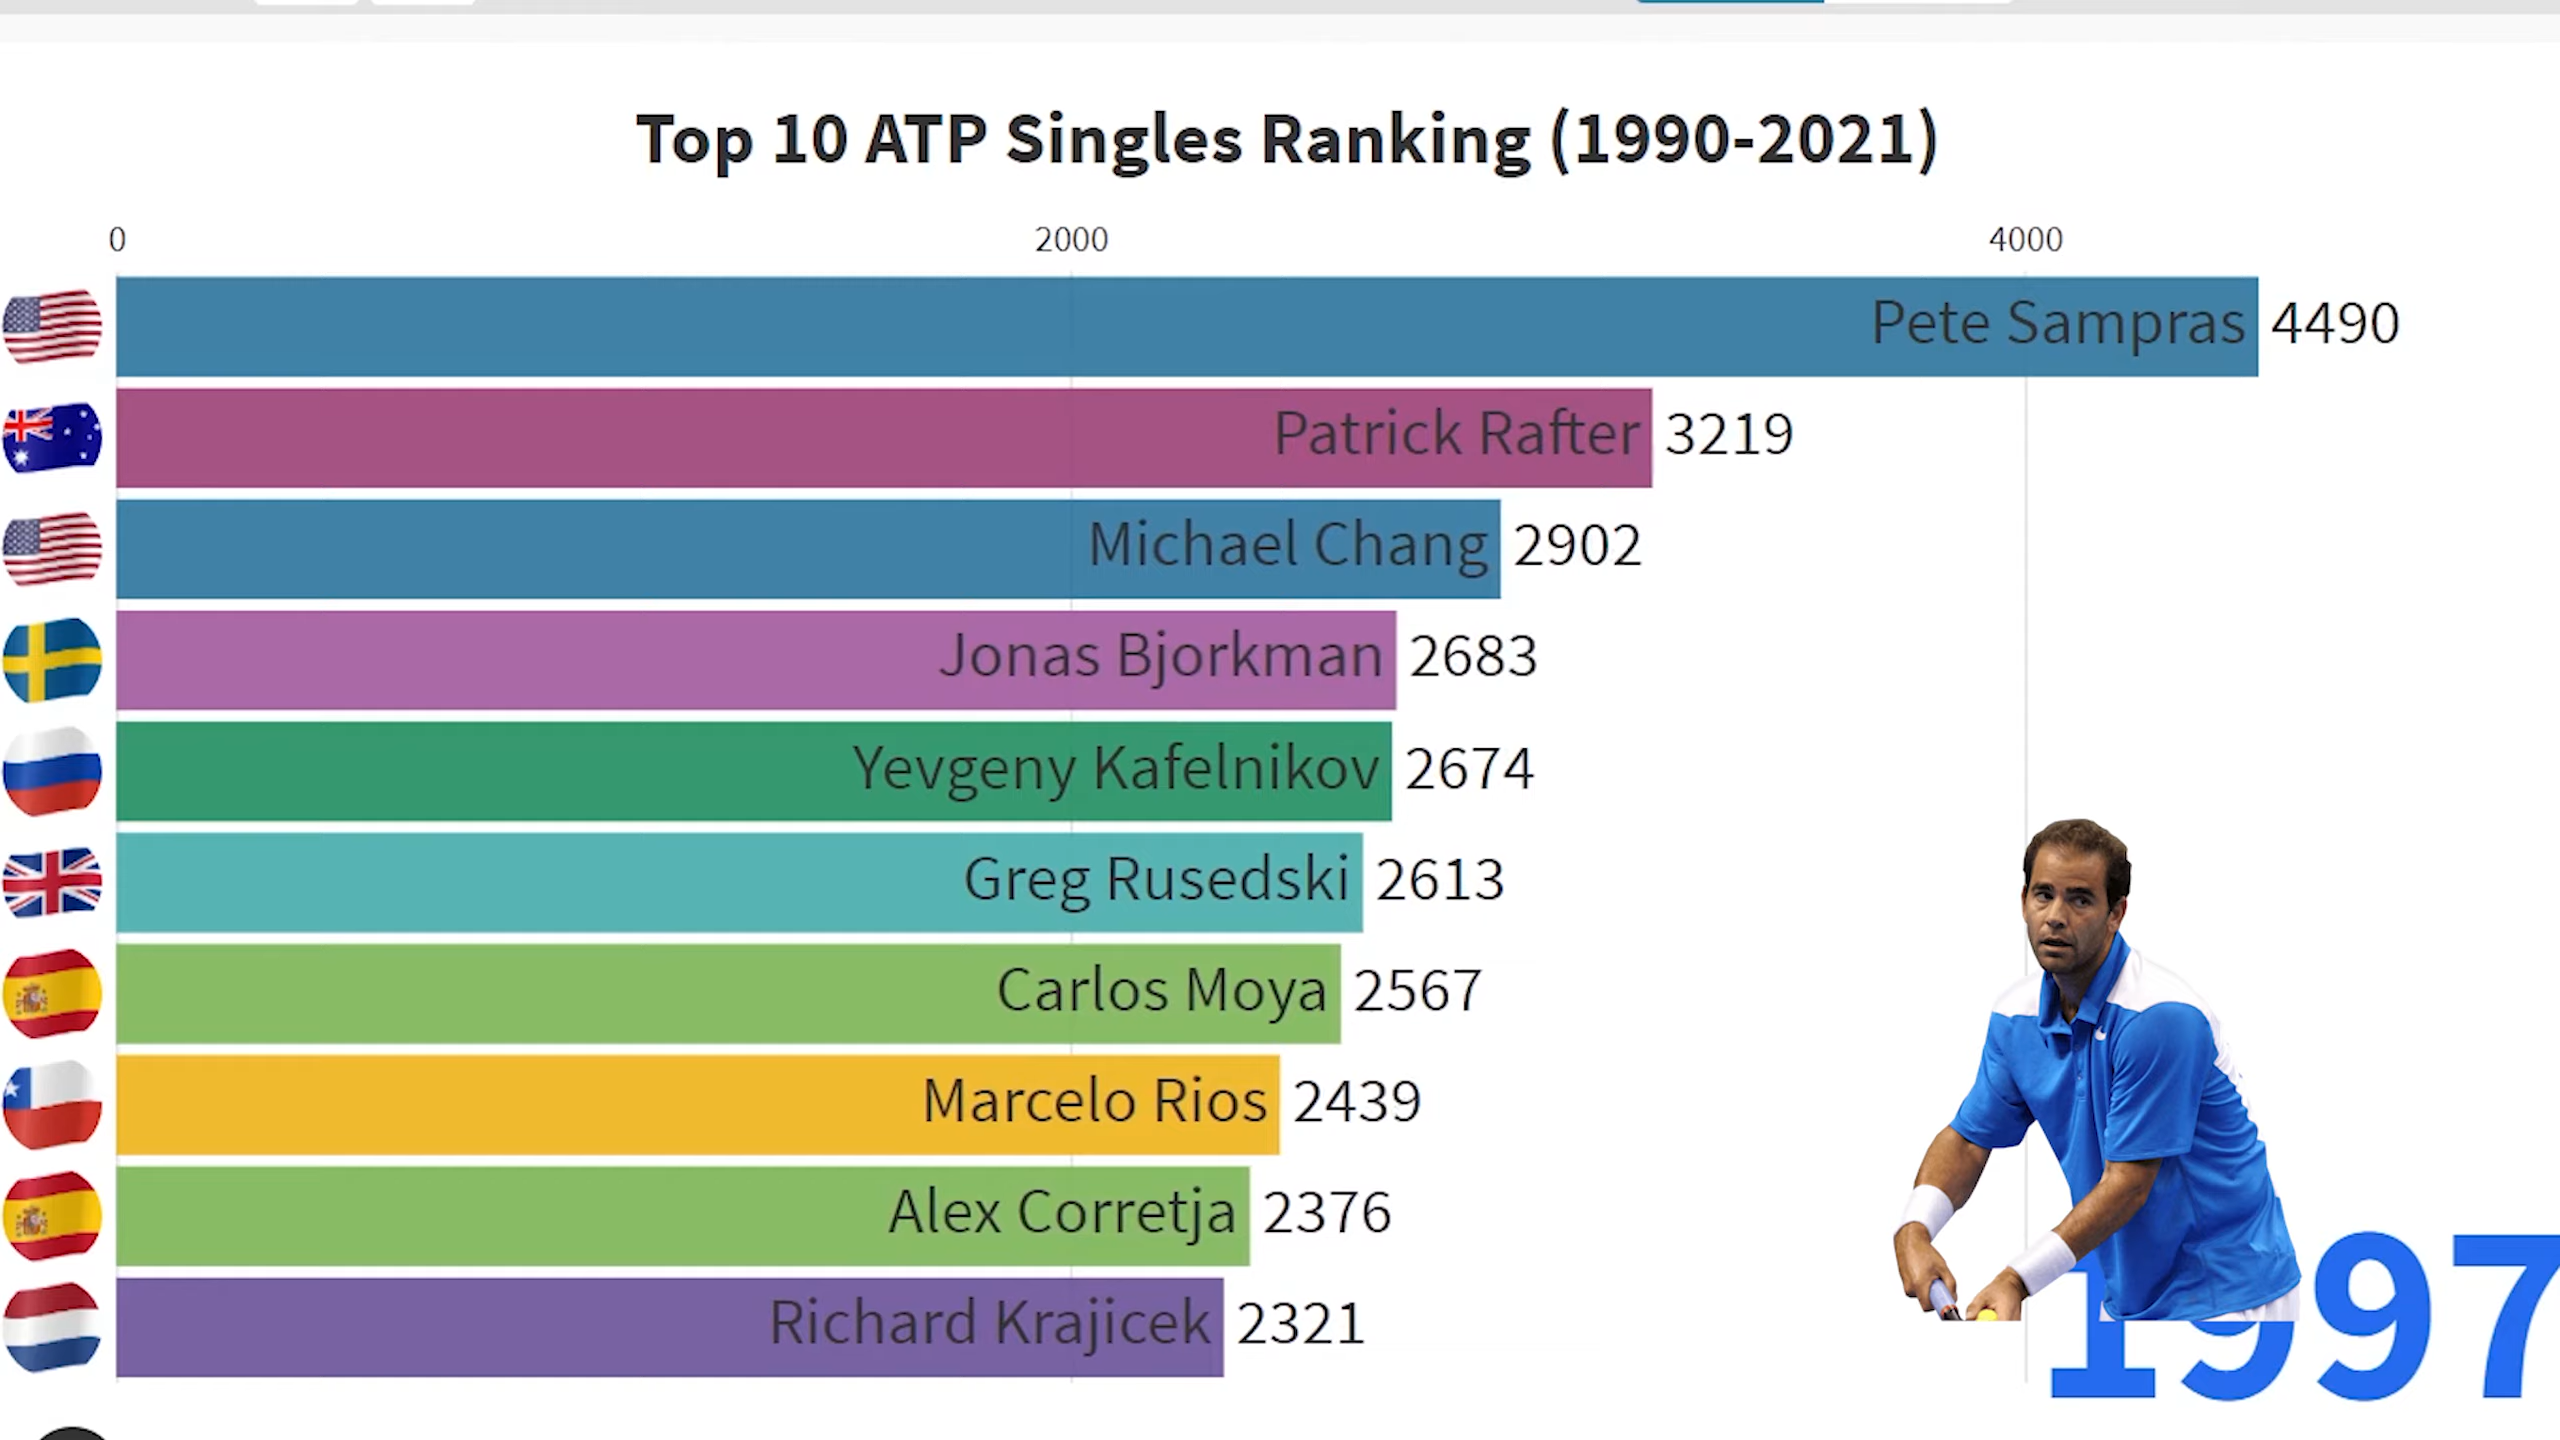 Top 10 ATP Singles Ranking (1990-2021)
0 2000 4000
Pete Sampras 4490
Patrick Rafter 3219
Michael Chang 2902
Jonas Bjorkman 2683
Yevgeny Kafelnikov 2674
Greg Rusedski 2613
Carlos Moya 2567
Marcelo Rios 2439
Alex Corretja 2376
Richard Krajicek 2321
1997